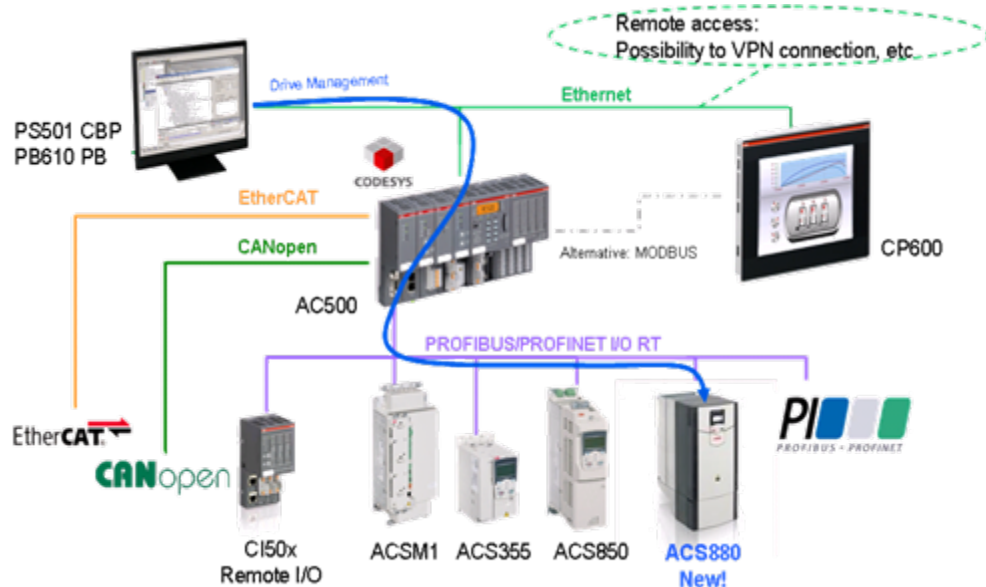 Remote access:
Possibility to VPN connection, etc
Drive Management
Ethernet
PS501 CBP
PB610 PB
CODESYS
EtherCAT
CANopen
Alternative: MODBUS
CP600
AC500
PROFIBUS/PROFINET I/O RT
EtherCAT
CANopen
PI
PROFIBUS • PROFINET
CI50x
Remote I/O
ACSM1
ACS355
ACS850
ACS880
New!